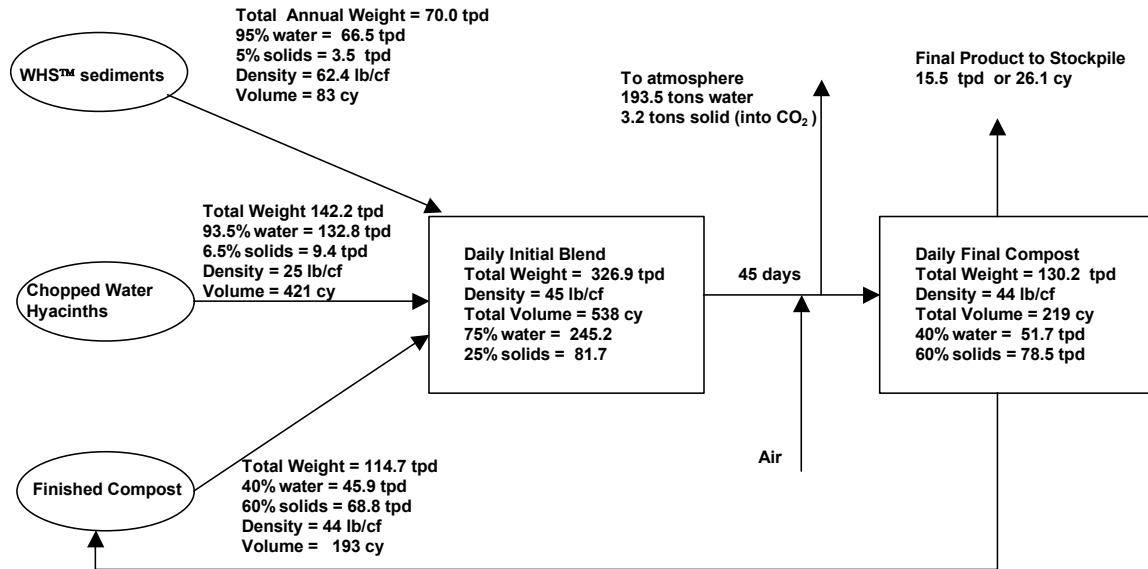 Total Annual Weight = 70.0 tpd
95% water = 66.5 tpd
5% solids = 3.5 tpd
Density = 62.4 lb/cf
Volume = 83 cy
WHS™ sediments
To atmosphere
193.5 tons water
3.2 tons solid (into CO₂ )
Final Product to Stockpile
15.5 tpd or 26.1 cy
Total Weight 142.2 tpd
93.5% water = 132.8 tpd
6.5% solids = 9.4 tpd
Density = 25 lb/cf
Volume = 421 cy
Chopped Water
Hyacinths
Daily Initial Blend
Total Weight = 326.9 tpd
Density = 45 lb/cf
Total Volume = 538 cy
75% water = 245.2
25% solids = 81.7
45 days
Air
Daily Final Compost
Total Weight = 130.2 tpd
Density = 44 lb/cf
Total Volume = 219 cy
40% water = 51.7 tpd
60% solids = 78.5 tpd
Finished Compost
Total Weight = 114.7 tpd
40% water = 45.9 tpd
60% solids = 68.8 tpd
Density = 44 lb/cf
Volume = 193 cy